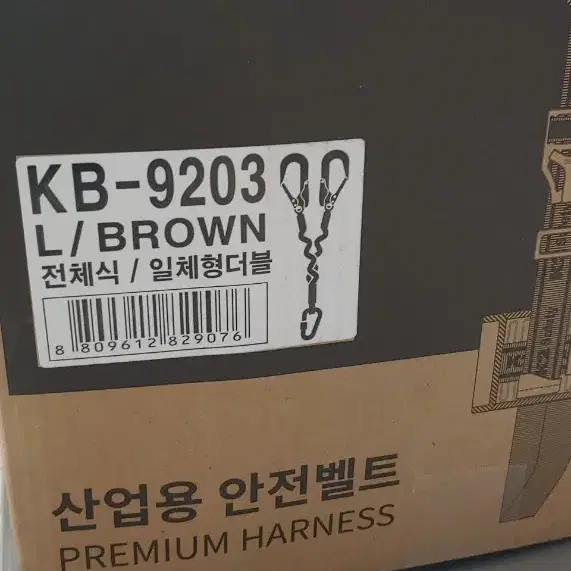 KB-9203
L/BROWN
전체식 / 일체형더블
8 809612 829076
산업용 안전벨트
PREMIUM HARNESS